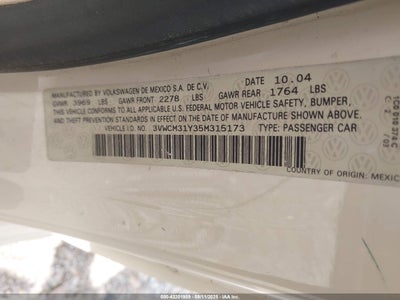 MANUFACTURED BY VOLKSWAGEN DE MEXICO S.A. DE C.V. DATE 10.04
GVWR 3969 LBS GAWR FRONT 2278 LBS GAWR REAR 1764 LBS
THIS VEHICLE CONFORMS TO ALL APPLICABLE U.S. FEDERAL MOTOR VEHICLE SAFETY, BUMPER,
AND THEFT PREVENTION STANDARDS IN EFFECT ON THE DATE OF MANUFACTURE SHOWN ABOVE.
VEHICLE IDENT. NO.: 3VWCM31Y35M315173 TYPE: PASSENGER CAR
COUNTRY OF ORIGIN: MEXICO